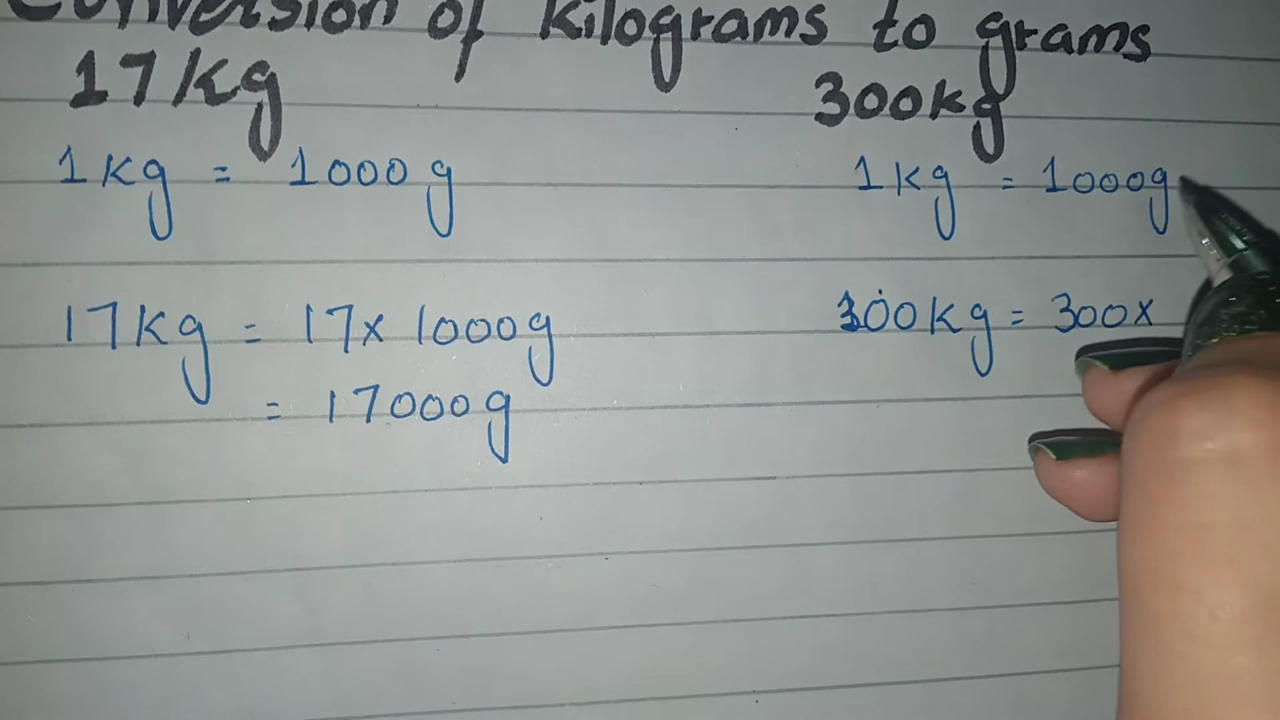 Conversion of Kilograms to grams
17kg
1kg = 1000g
17kg = 17x 1000g
= 17000g
300kg
1kg = 1000g
300kg = 300x